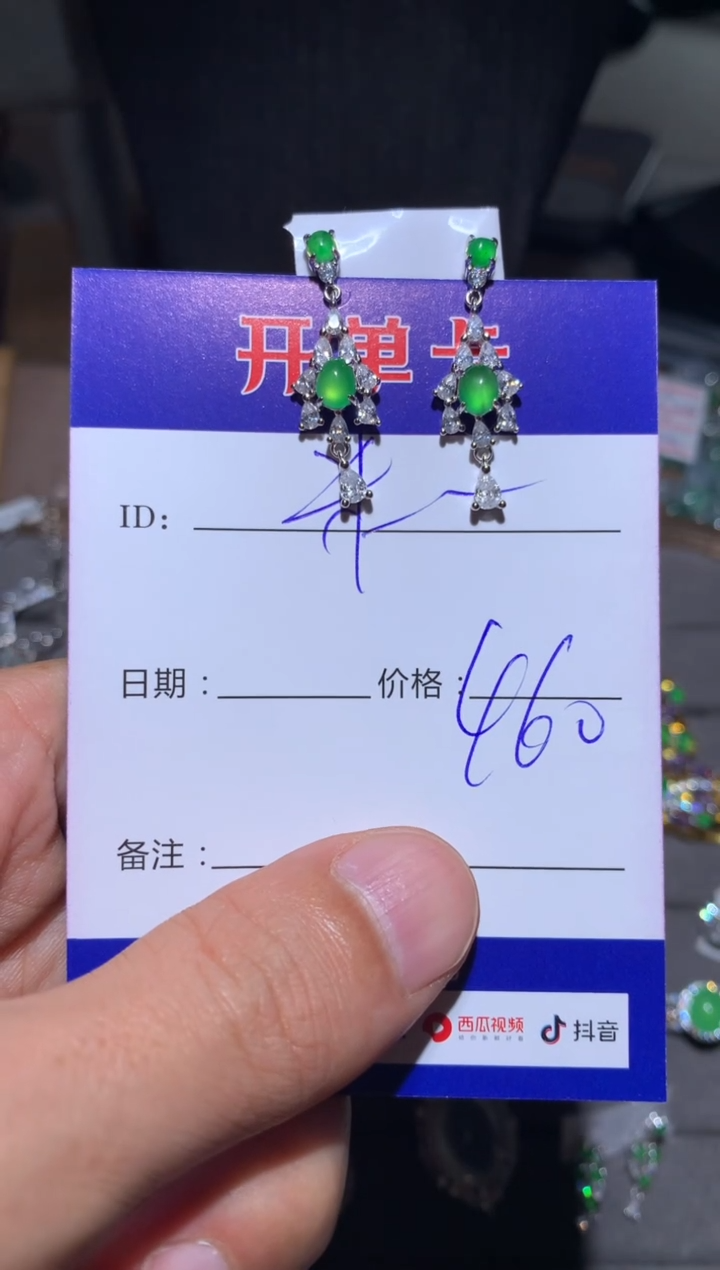 开单卡
ID：
日期：
价格：460
备注：
西瓜视频 抖音